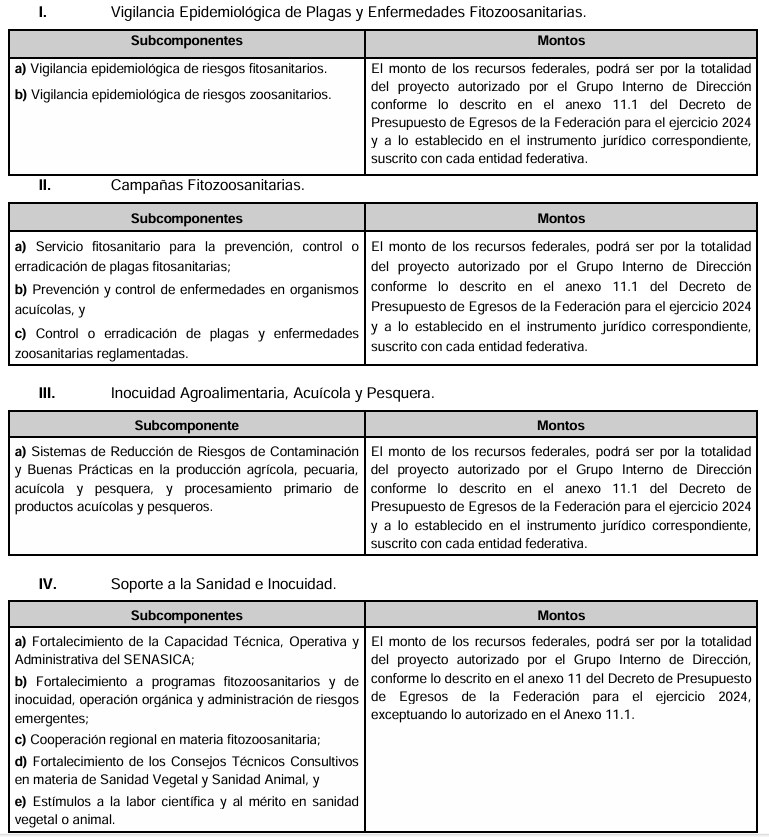 I. Vigilancia Epidemiológica de Plagas y Enfermedades Fitozoosanitarias.
Subcomponentes
Montos
a) Vigilancia epidemiológica de riesgos fitosanitarios.
b) Vigilancia epidemiológica de riesgos zoosanitarios.
El monto de los recursos federales, podrá ser por la totalidad
del proyecto autorizado por el Grupo Interno de Dirección
conforme lo descrito en el anexo 11.1 del Decreto de
Presupuesto de Egresos de la Federación para el ejercicio 2024
y a lo establecido en el instrumento jurídico correspondiente,
suscrito con cada entidad federativa.
II. Campañas Fitozoosanitarias.
Subcomponentes
Montos
a) Servicio fitosanitario para la prevención, control o
erradicación de plagas fitosanitarias;
b) Prevención y control de enfermedades en organismos
acuícolas, y
c) Control o erradicación de plagas y enfermedades
zoosanitarias reglamentadas.
El monto de los recursos federales, podrá ser por la totalidad
del proyecto autorizado por el Grupo Interno de Dirección
conforme lo descrito en el anexo 11.1 del Decreto de
Presupuesto de Egresos de la Federación para el ejercicio 2024
y a lo establecido en el instrumento jurídico correspondiente,
suscrito con cada entidad federativa.
III. Inocuidad Agroalimentaria, Acuícola y Pesquera.
Subcomponente
Montos
a) Sistemas de Reducción de Riesgos de Contaminación
y Buenas Prácticas en la producción agrícola, pecuaria,
acuícola y pesquera, y procesamiento primario de
productos acuícolas y pesqueros.
El monto de los recursos federales, podrá ser por la totalidad
del proyecto autorizado por el Grupo Interno de Dirección
conforme lo descrito en el anexo 11.1 del Decreto de
Presupuesto de Egresos de la Federación para el ejercicio 2024
y a lo establecido en el instrumento jurídico correspondiente,
suscrito con cada entidad federativa.
IV. Soporte a la Sanidad e Inocuidad.
Subcomponentes
Montos
a) Fortalecimiento de la Capacidad Técnica, Operativa y
Administrativa del SENASICA;
b) Fortalecimiento a programas fitozoosanitarios y de
inocuidad, operación orgánica y administración de riesgos
emergentes;
c) Cooperación regional en materia fitozoosanitaria;
d) Fortalecimiento de los Consejos Técnicos Consultivos
en materia de Sanidad Vegetal y Sanidad Animal, y
e) Estímulos a la labor científica y al mérito en sanidad
vegetal o animal.
El monto de los recursos federales, podrá ser por la totalidad
del proyecto autorizado por el Grupo Interno de Dirección,
conforme lo descrito en el anexo 11 del Decreto de Presupuesto
de Egresos de la Federación para el ejercicio 2024,
exceptuando lo autorizado en el Anexo 11.1.